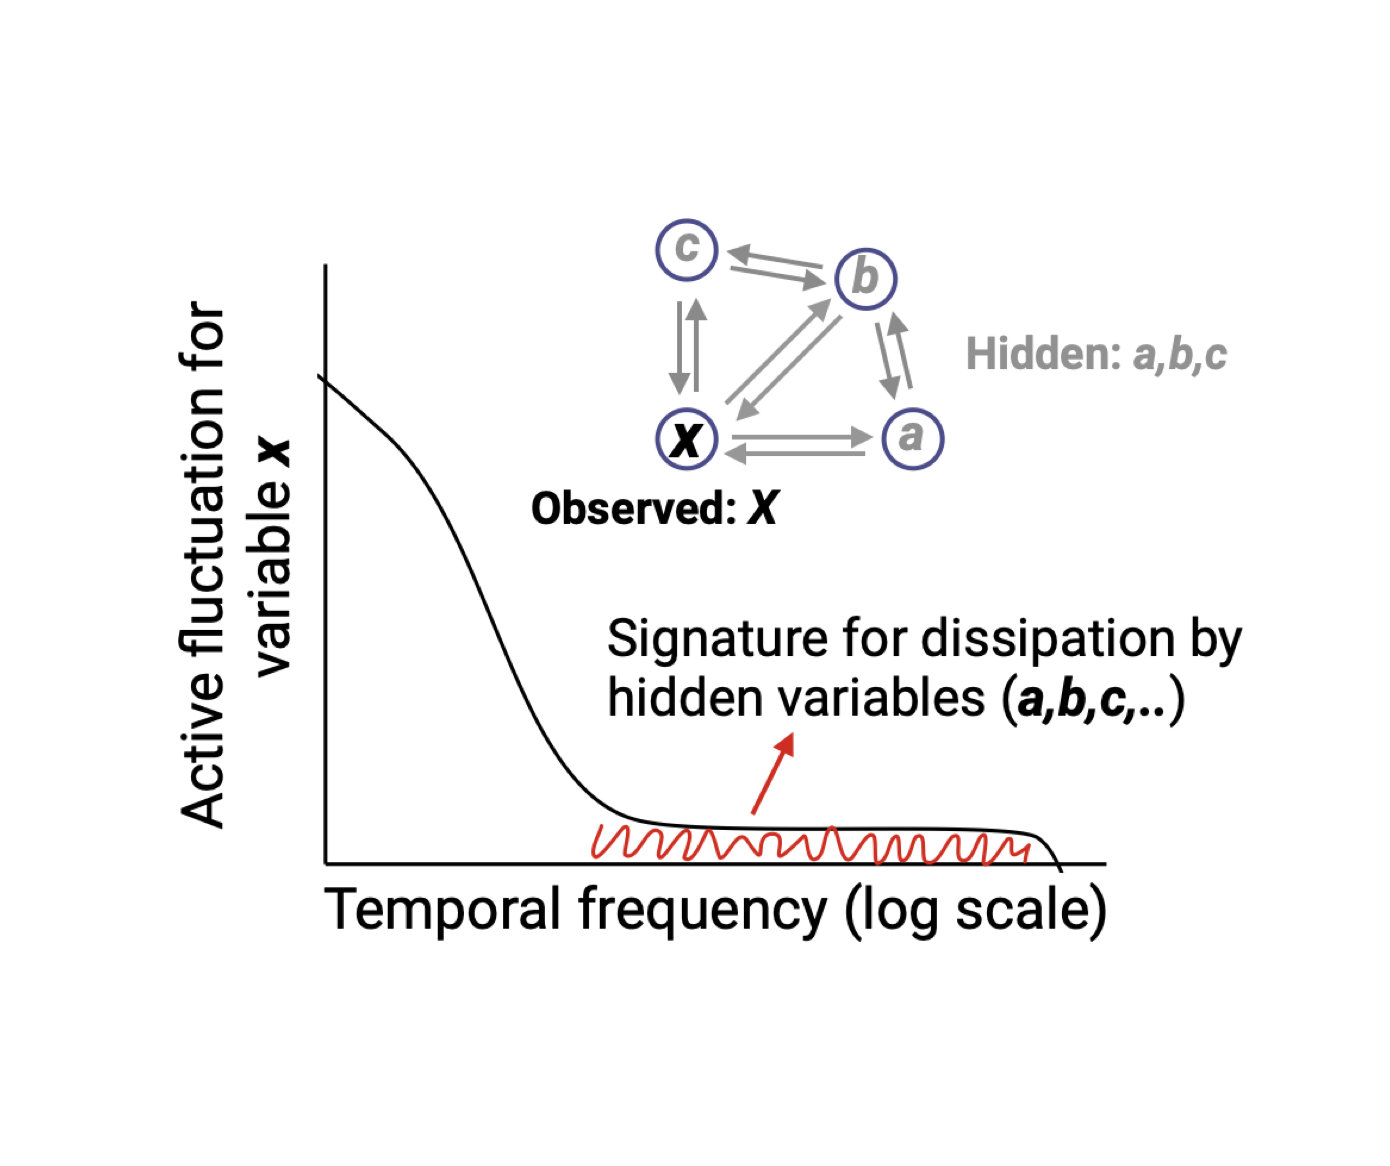 Active fluctuation for
variable x
c
b
Hidden: a,b,c
x
a
Observed: X
Signature for dissipation by
hidden variables (a,b,c,..)
Temporal frequency (log scale)